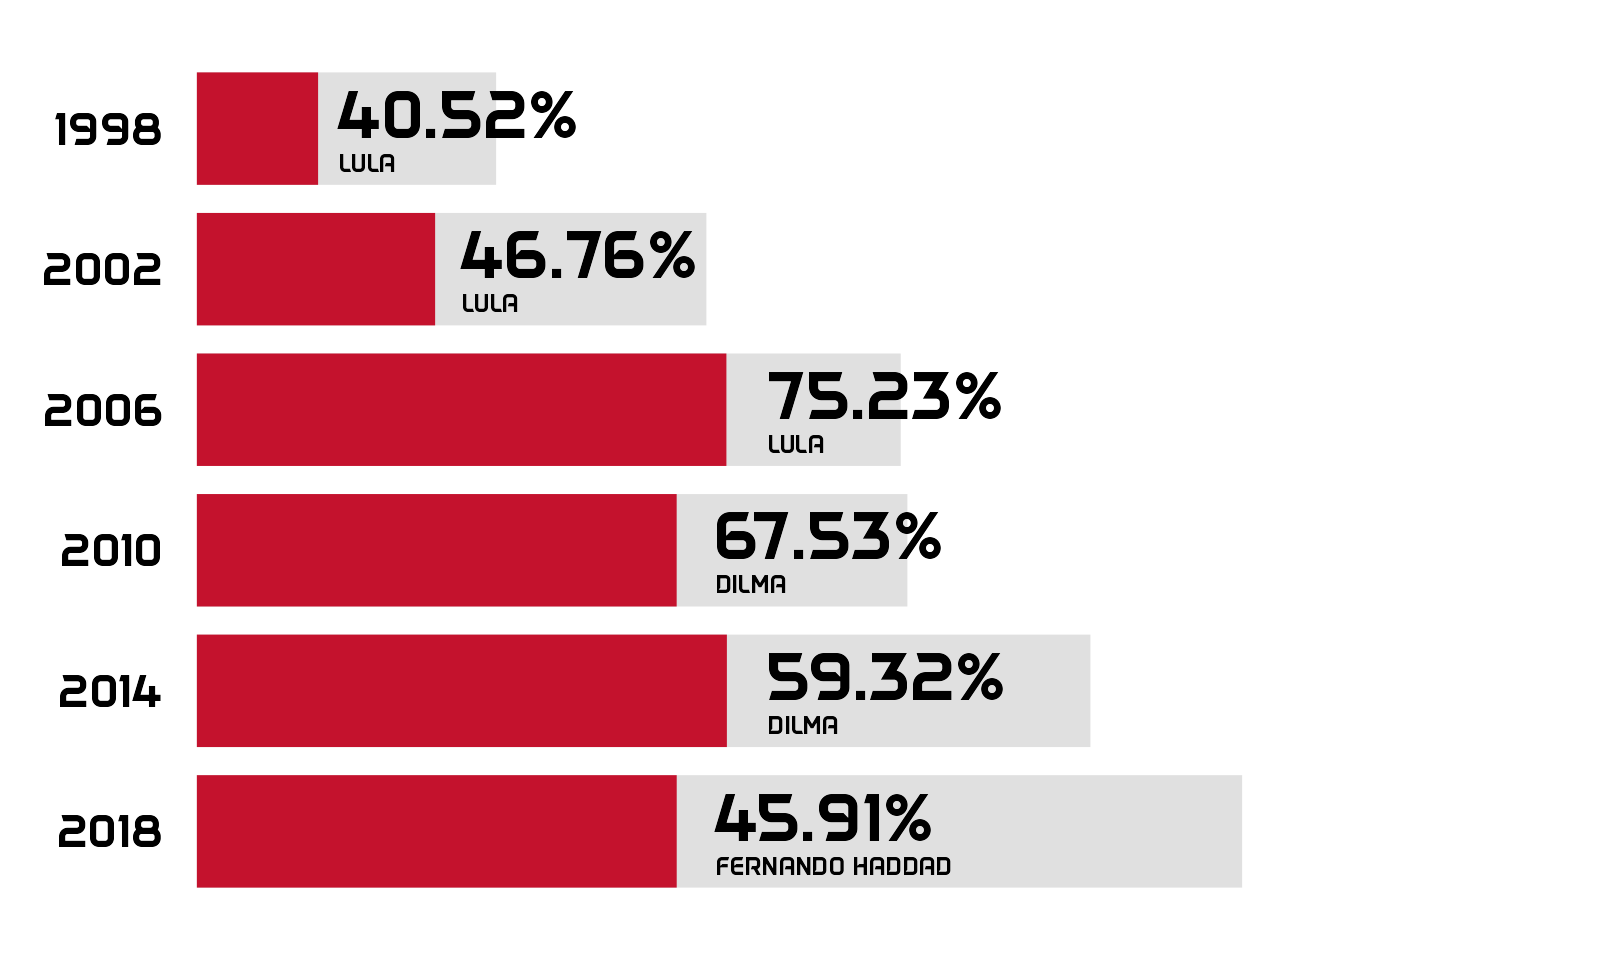 1998
40.52%
LULA
2002
46.76%
LULA
2006
75.23%
LULA
2010
67.53%
DILMA
2014
59.32%
DILMA
2018
45.91%
FERNANDO HADDAD